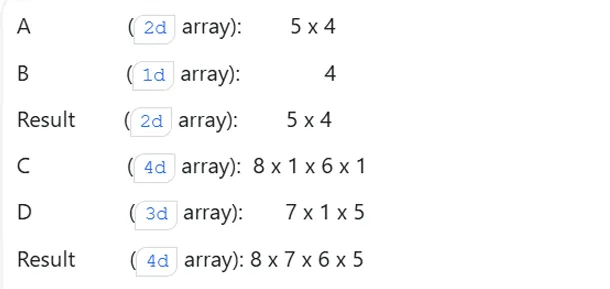 A (2d array): 5 x 4
B (1d array): 4
Result (2d array): 5 x 4
C (4d array): 8 x 1 x 6 x 1
D (3d array): 7 x 1 x 5
Result (4d array): 8 x 7 x 6 x 5